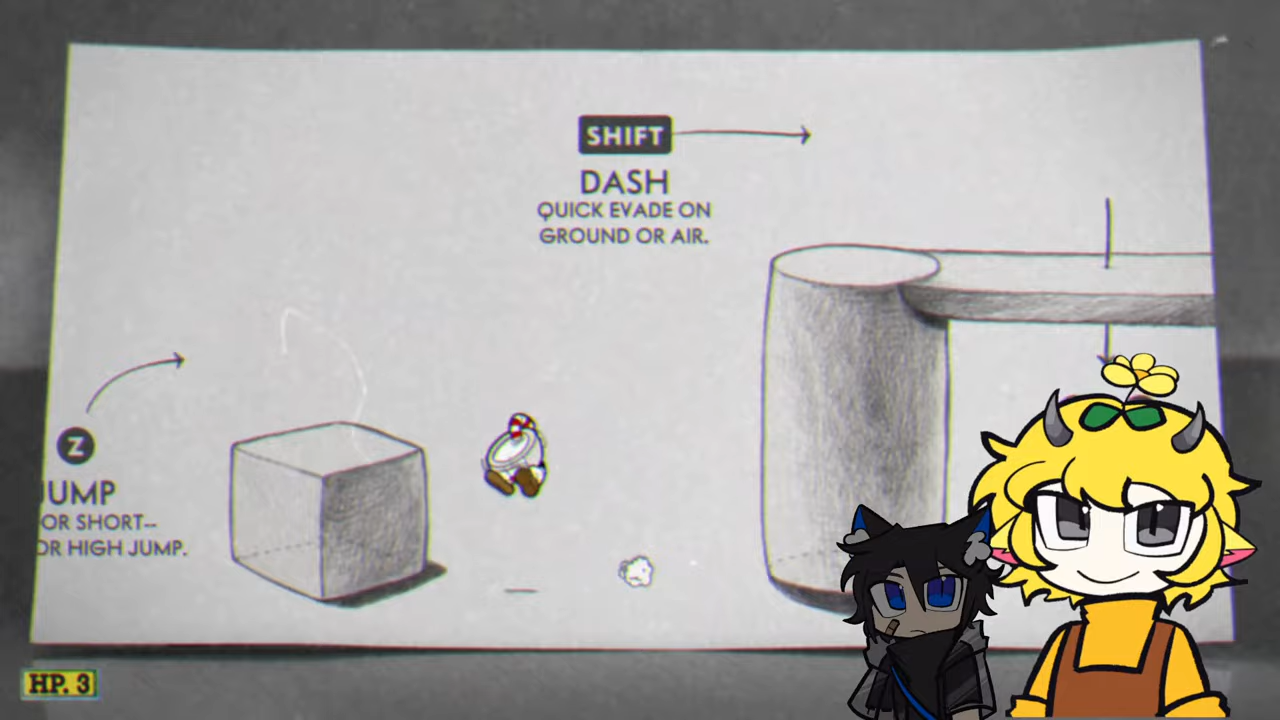 SHIFT
DASH
QUICK EVADE ON
GROUND OR AIR.
Z
JUMP
OR SHORT--
OR HIGH JUMP.
HP. 3